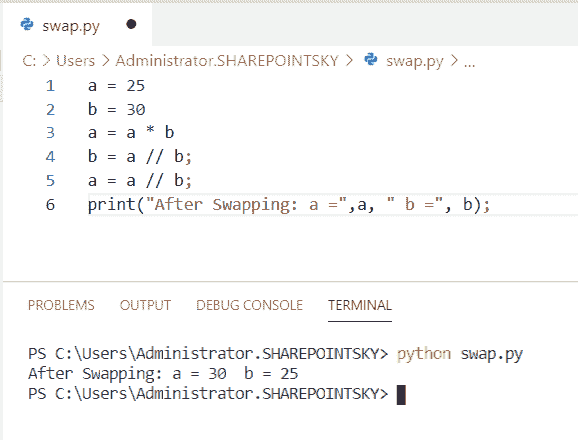 swap.py
C: > Users > Administrator.SHAREPOINTSKY > swap.py > ...
1 a = 25
2 b = 30
3 a = a * b
4 b = a // b;
5 a = a // b;
6 print("After Swapping: a =",a, " b =", b);
PROBLEMS OUTPUT DEBUG CONSOLE TERMINAL
PS C:\Users\Administrator.SHAREPOINTSKY> python swap.py
After Swapping: a = 30  b = 25
PS C:\Users\Administrator.SHAREPOINTSKY>